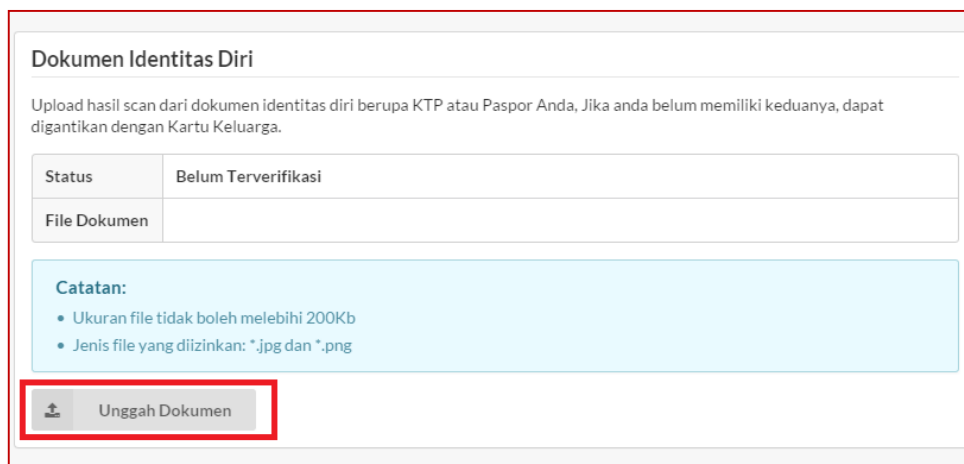 Dokumen Identitas Diri
Upload hasil scan dari dokumen identitas diri berupa KTP atau Paspor Anda, Jika anda belum memiliki keduanya, dapat
digantikan dengan Kartu Keluarga.
Status Belum Terverifikasi
File Dokumen
Catatan:
• Ukuran file tidak boleh melebihi 200Kb
• Jenis file yang diizinkan: *.jpg dan *.png
Unggah Dokumen